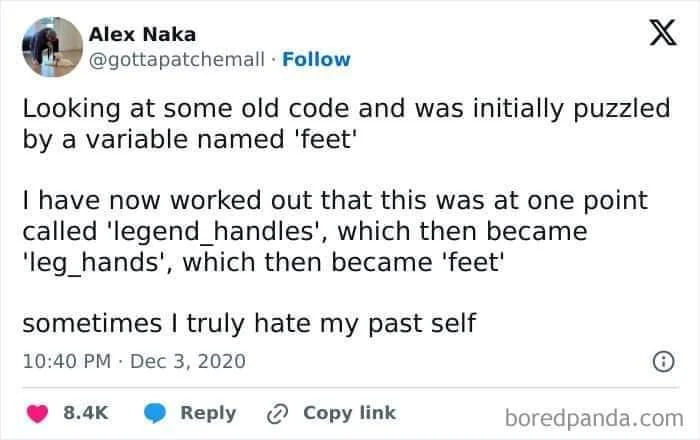 Alex Naka
@gottapatchemall · Follow
Looking at some old code and was initially puzzled
by a variable named 'feet'
I have now worked out that this was at one point
called 'legend_handles', which then became
'leg_hands', which then became 'feet'
sometimes I truly hate my past self
10:40 PM · Dec 3, 2020
8.4K Reply Copy link
boredpanda.com